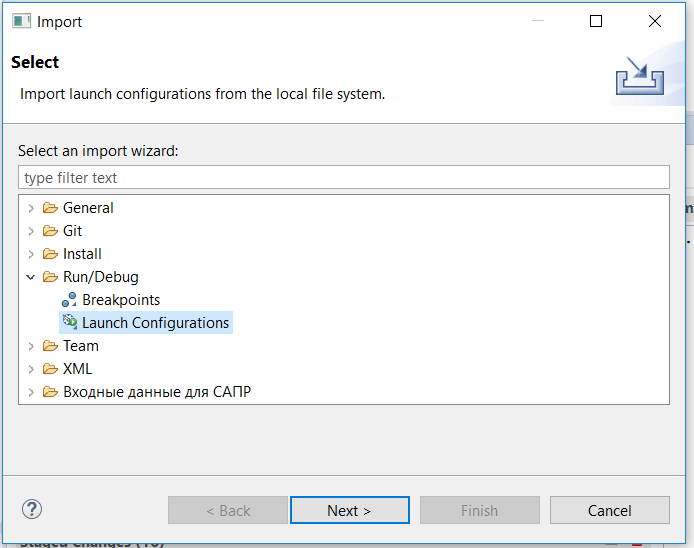 Import
Select
Import launch configurations from the local file system.
Select an import wizard:
type filter text
General
Git
Install
Run/Debug
Breakpoints
Launch Configurations
Team
XML
Входные данные для САПР
< Back
Next >
Finish
Cancel